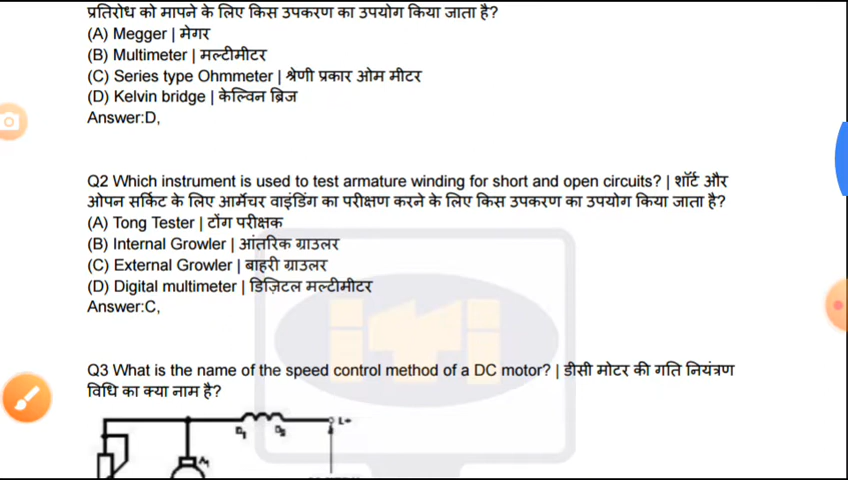 प्रतिरोध को मापने के लिए किस उपकरण का उपयोग किया जाता है?
(A) Megger | मेगर
(B) Multimeter | मल्टीमीटर
(C) Series type Ohmmeter | श्रेणी प्रकार ओम मीटर
(D) Kelvin bridge | केल्विन ब्रिज
Answer:D,
Q2 Which instrument is used to test armature winding for short and open circuits? | शॉर्ट और
ओपन सर्किट के लिए आर्मेचर वाइंडिंग का परीक्षण करने के लिए किस उपकरण का उपयोग किया जाता है?
(A) Tong Tester | टोंग परीक्षक
(B) Internal Growler | आंतरिक ग्राउलर
(C) External Growler | बाहरी ग्राउलर
(D) Digital multimeter | डिज़िटल मल्टीमीटर
Answer:C,
iTi
Q3 What is the name of the speed control method of a DC motor? | डीसी मोटर की गति नियंत्रण
विधि का क्या नाम है?
L+
D1 D2
A1